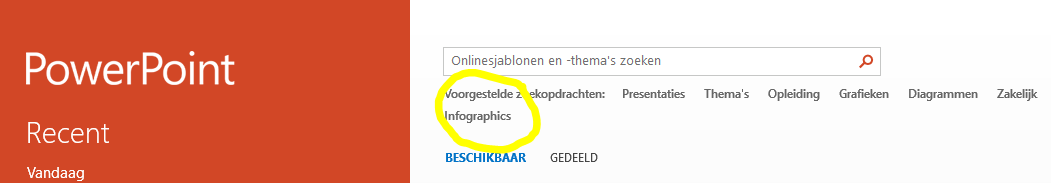 PowerPoint
Recent
Vandaag
Onlinesjablonen en -thema's zoeken
Voorgestelde zoekopdrachten: Presentaties Thema's Opleiding Grafieken Diagrammen Zakelijk
Infographics
BESCHIKBAAR GEDEELD